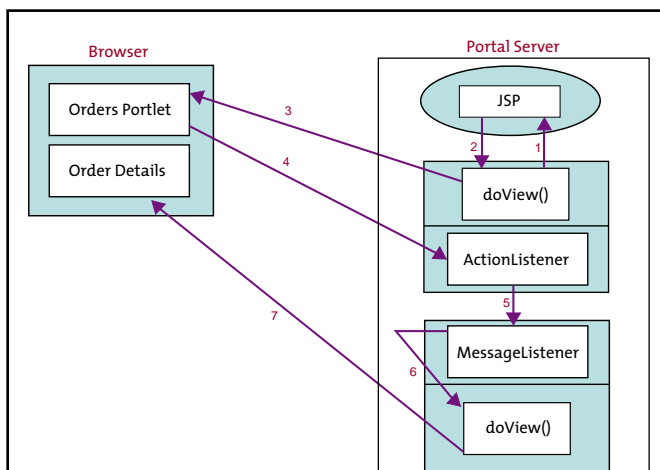 Browser
Portal Server
Orders Portlet
Order Details
JSP
3
2
1
4
doView()
ActionListener
5
7
MessageListener
6
doView()